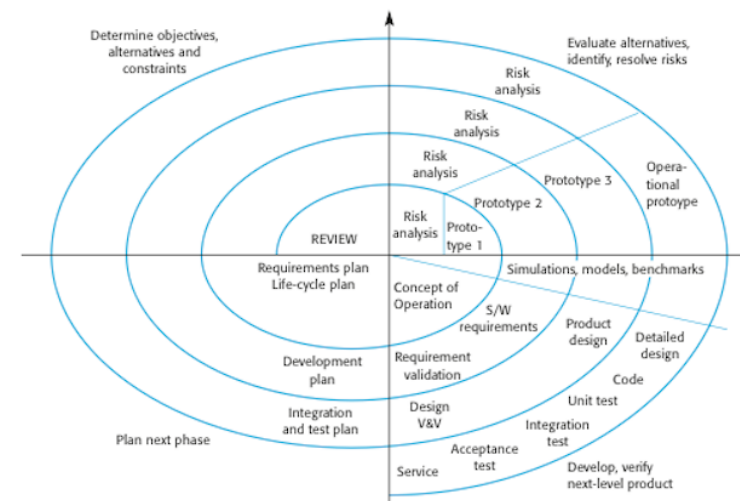 Determine objectives,
alternatives and
constraints
Evaluate alternatives,
identify, resolve risks
Risk
analysis
Risk
analysis
Risk
analysis
Risk
analysis
Proto-
type 1
Prototype 2
Prototype 3
Opera-
tional
protoype
REVIEW
Requirements plan
Life-cycle plan
Concept of
Operation
Simulations, models, benchmarks
S/W
requirements
Product
design
Detailed
design
Development
plan
Requirement
validation
Code
Unit test
Integration
and test plan
Design
V&V
Integration
test
Plan next phase
Acceptance
test
Service
Develop, verify
next-level product